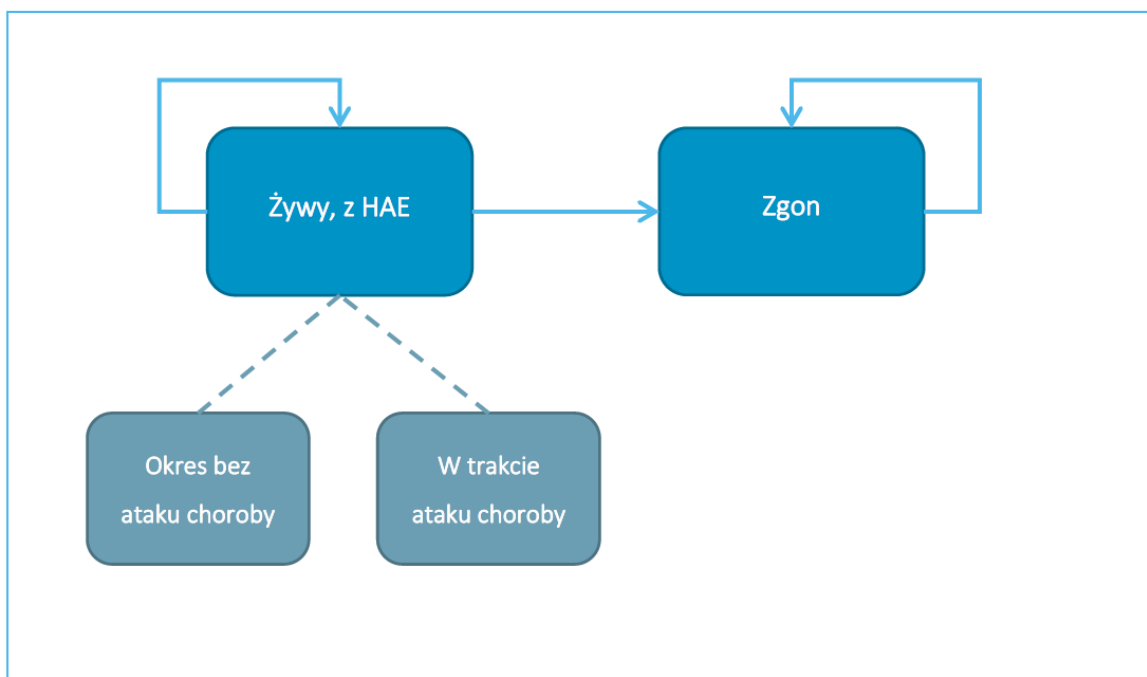 Żywy, z HAE
Zgon
Okres bez
ataku choroby
W trakcie
ataku choroby